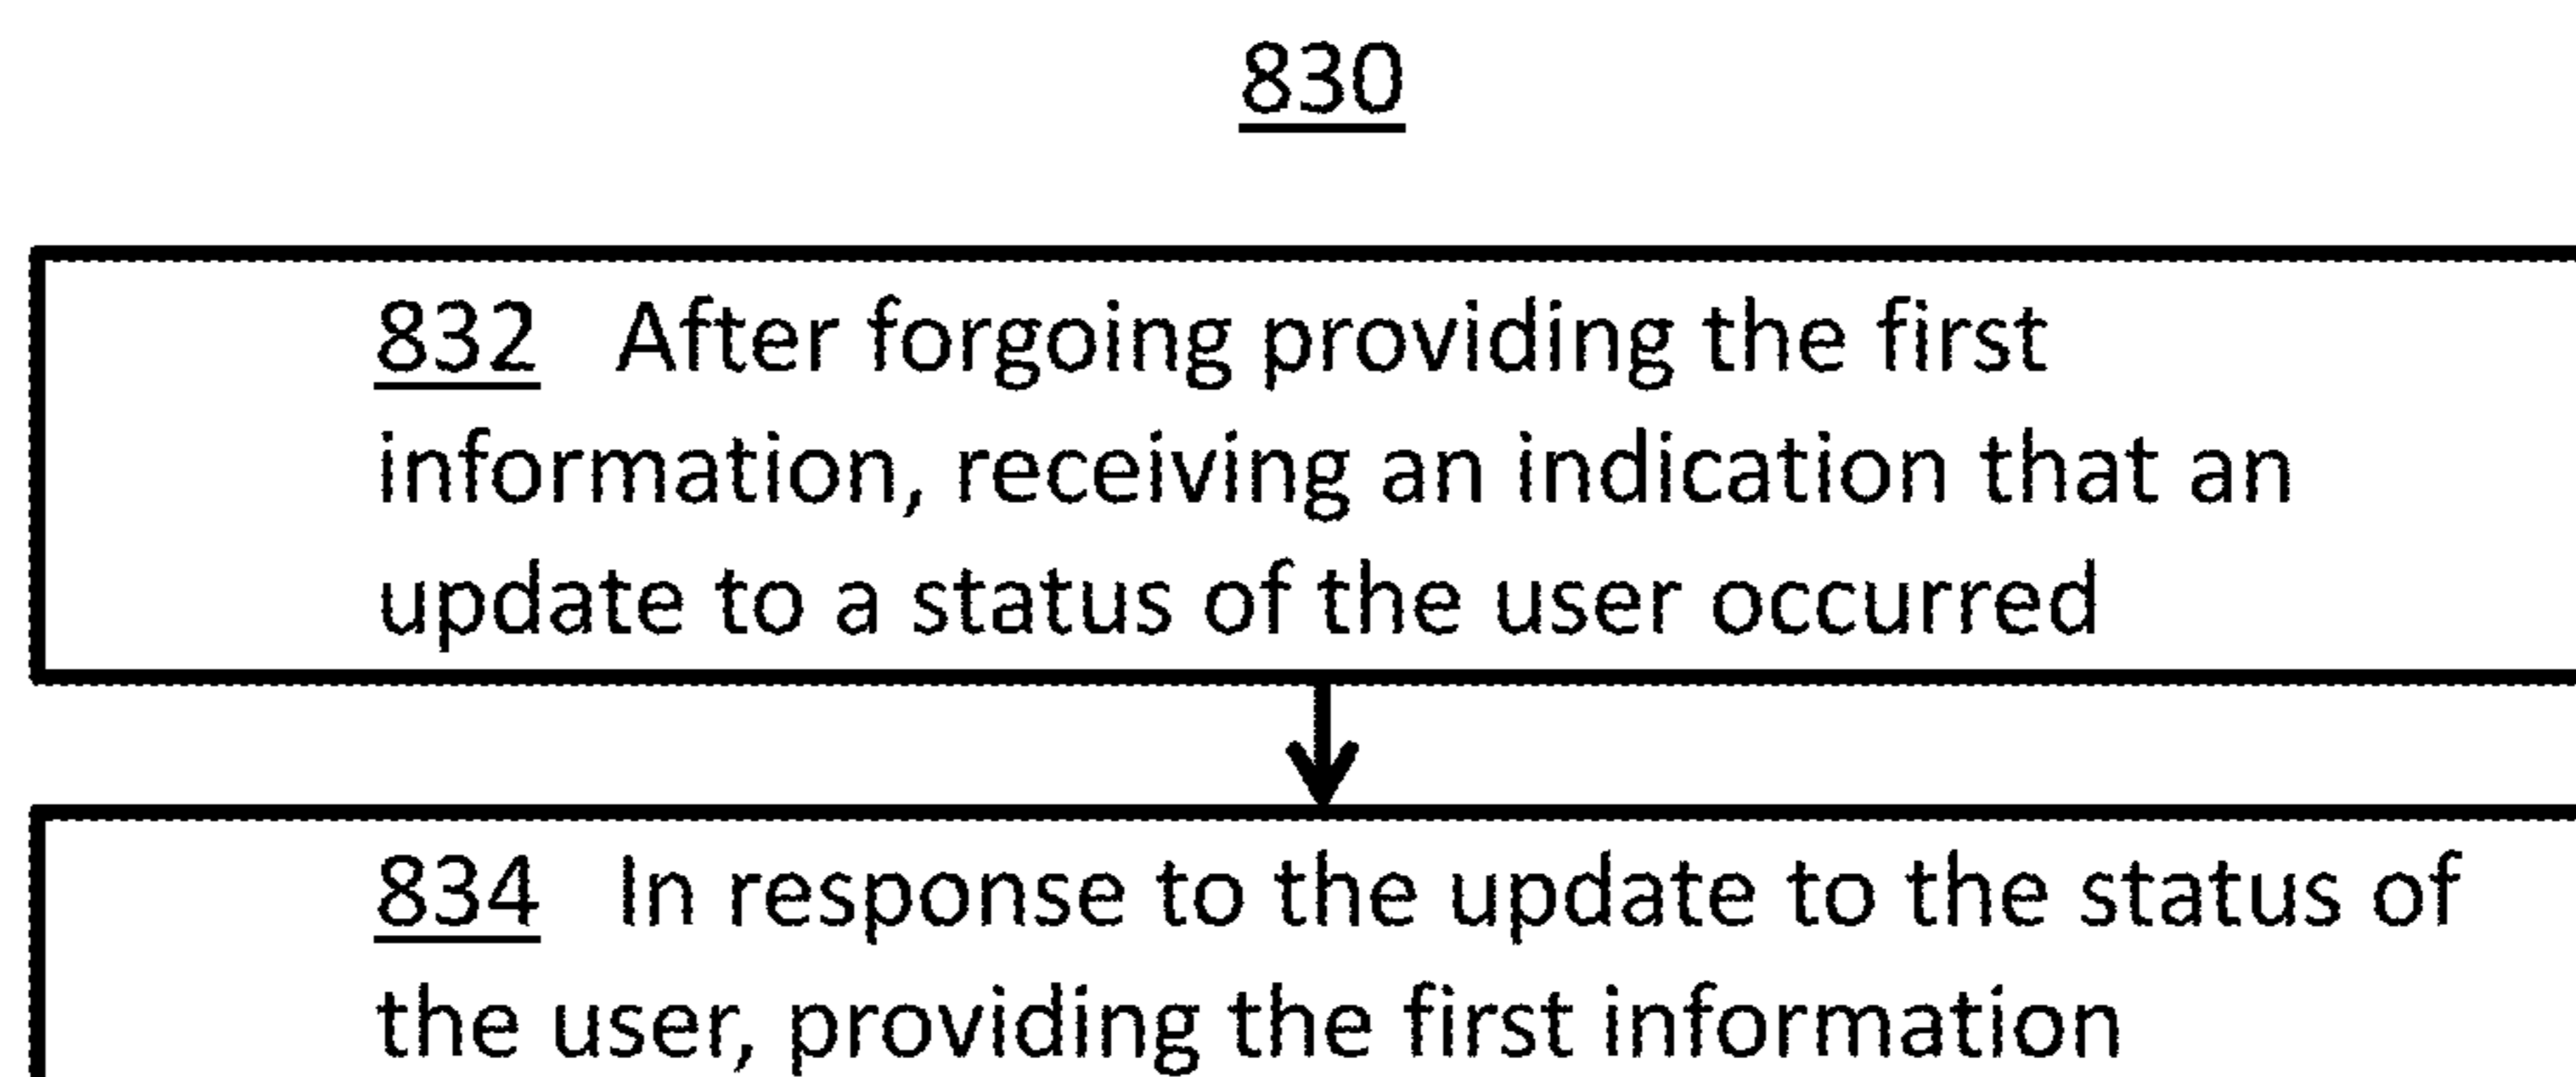 830
832 After forgoing providing the first
information, receiving an indication that an
update to a status of the user occurred
834 In response to the update to the status of
the user, providing the first information